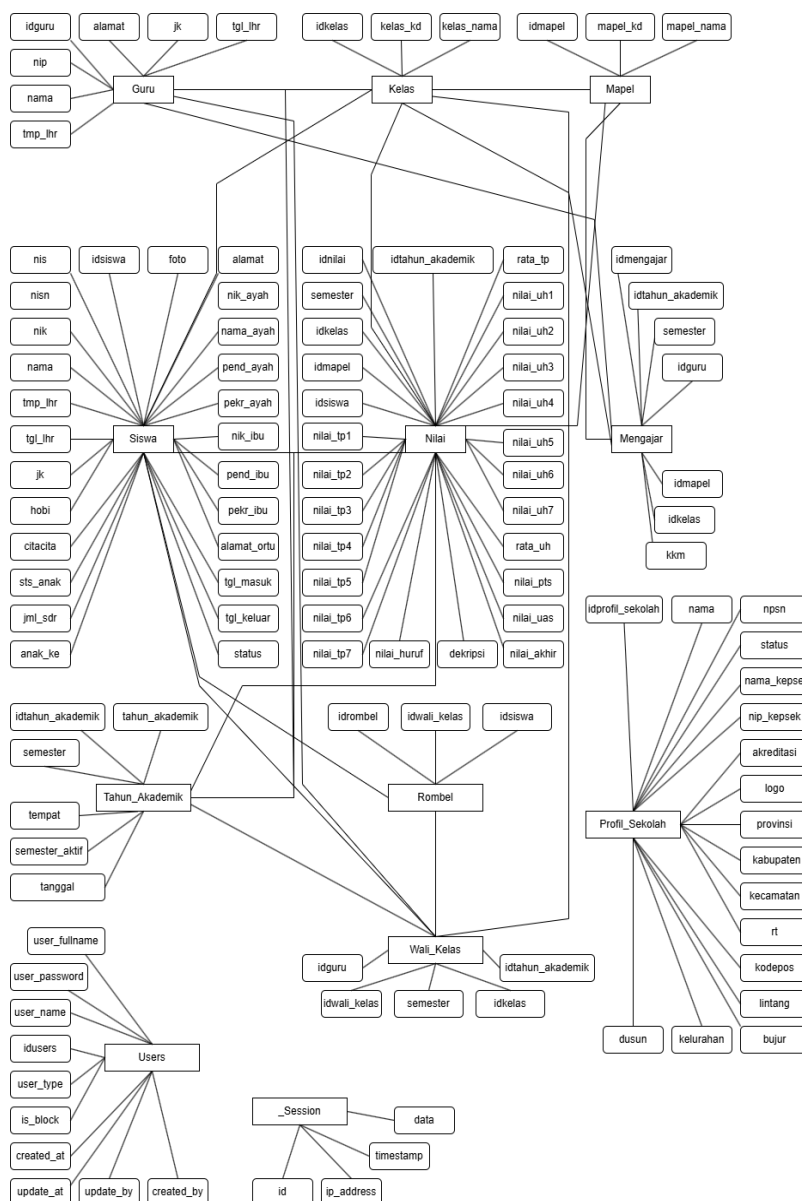 idguru alamat jk tgl_lhr idkelas kelas_kd kelas_nama idmapel mapel_kd mapel_nama
nip
Guru Kelas Mapel
nama
tmp_lhr
nis idsiswa foto alamat idnilai idtahun_akademik rata_tp idmengajar
nisn nik_ayah semester nilai_uh1 idtahun_akademik
nik nama_ayah idkelas nilai_uh2 semester
nama pend_ayah idmapel nilai_uh3 idguru
tmp_lhr pekr_ayah idsiswa nilai_uh4
tgl_lhr Siswa nik_ibu nilai_tp1 Nilai nilai_uh5 Mengajar
jk pend_ibu nilai_tp2 nilai_uh6 idmapel
hobi pekr_ibu nilai_tp3 nilai_uh7 idkelas
citacita alamat_ortu nilai_tp4 rata_uh kkm
sts_anak tgl_masuk nilai_tp5 nilai_pts
jml_sdr tgl_keluar nilai_tp6 nilai_uas
anak_ke status nilai_tp7 nilai_huruf dekripsi nilai_akhir
idprofil_sekolah nama npsn
status
nama_kepsek
nip_kepsek
akreditasi
logo
Profil_Sekolah provinsi
kabupaten
kecamatan
rt
kodepos
lintang
dusun kelurahan bujur
idtahun_akademik tahun_akademik
semester
Tahun_Akademik
tempat
semester_aktif
tanggal
idrombel idwali_kelas idsiswa
Rombel
Wali_Kelas
idguru idtahun_akademik
idwali_kelas semester idkelas
user_fullname
user_password
user_name
idusers Users
user_type
is_block
created_at
update_at update_by created_by
_Session data
timestamp
id ip_address